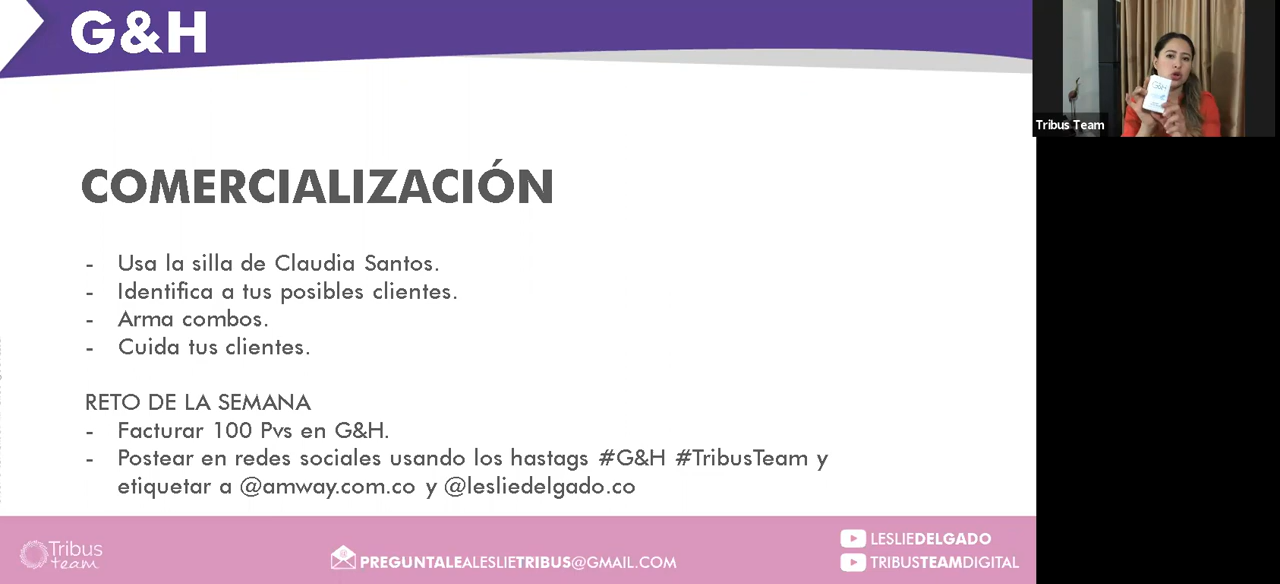 G&H
G&H
Tribus Team
COMERCIALIZACIÓN
- Usa la silla de Claudia Santos.
- Identifica a tus posibles clientes.
- Arma combos.
- Cuida tus clientes.
RETO DE LA SEMANA
- Facturar 100 Pvs en G&H.
- Postear en redes sociales usando los hastags #G&H #TribusTeam y
etiquetar a @amway.com.co y @lesliedelgado.co
Tribus
team
PREGUNTALEALESLIETRIBUS@GMAIL.COM
LESLIEDELGADO
TRIBUSTEAMDIGITAL